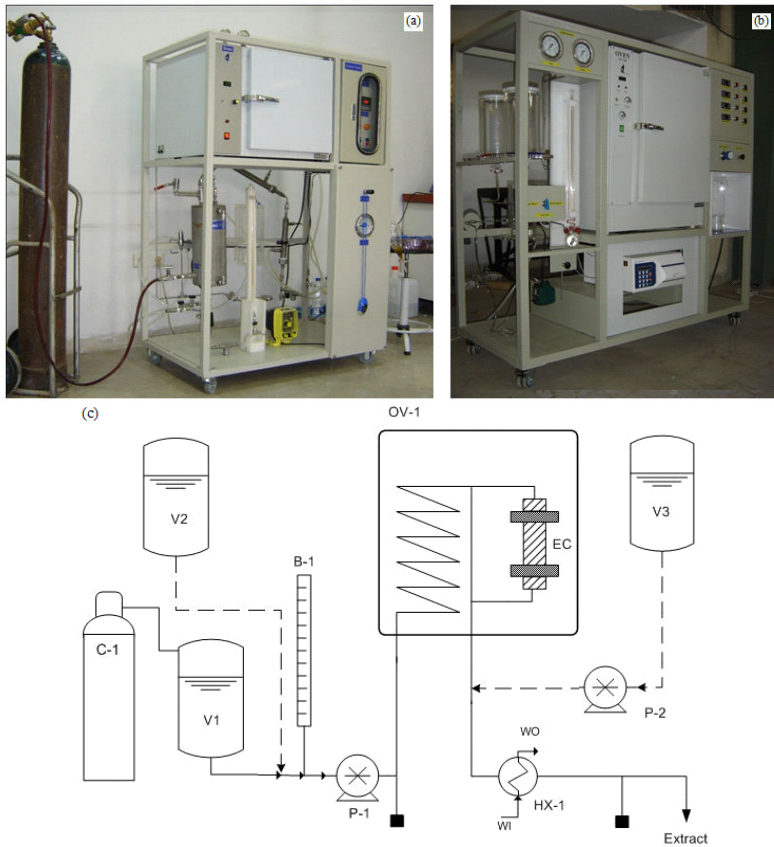 (a)
(b)
OVEN
(c)
OV-1
V2
V3
B-1
EC
C-1
V1
P-2
WO
P-1
WI
HX-1
Extract